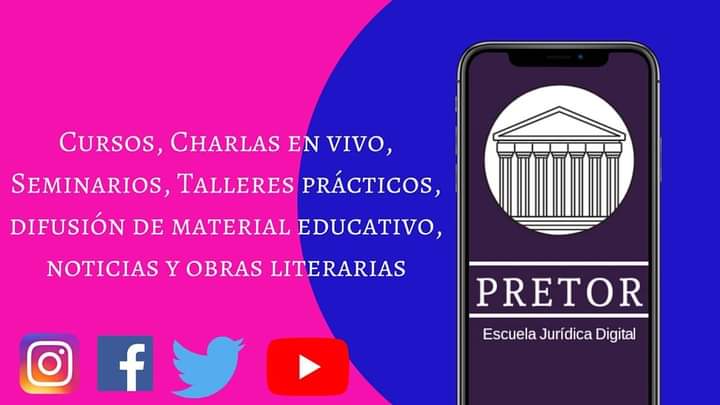 Cursos, Charlas en vivo,
Seminarios, Talleres prácticos,
difusión de material educativo,
noticias y obras literarias
PRETOR
Escuela Jurídica Digital